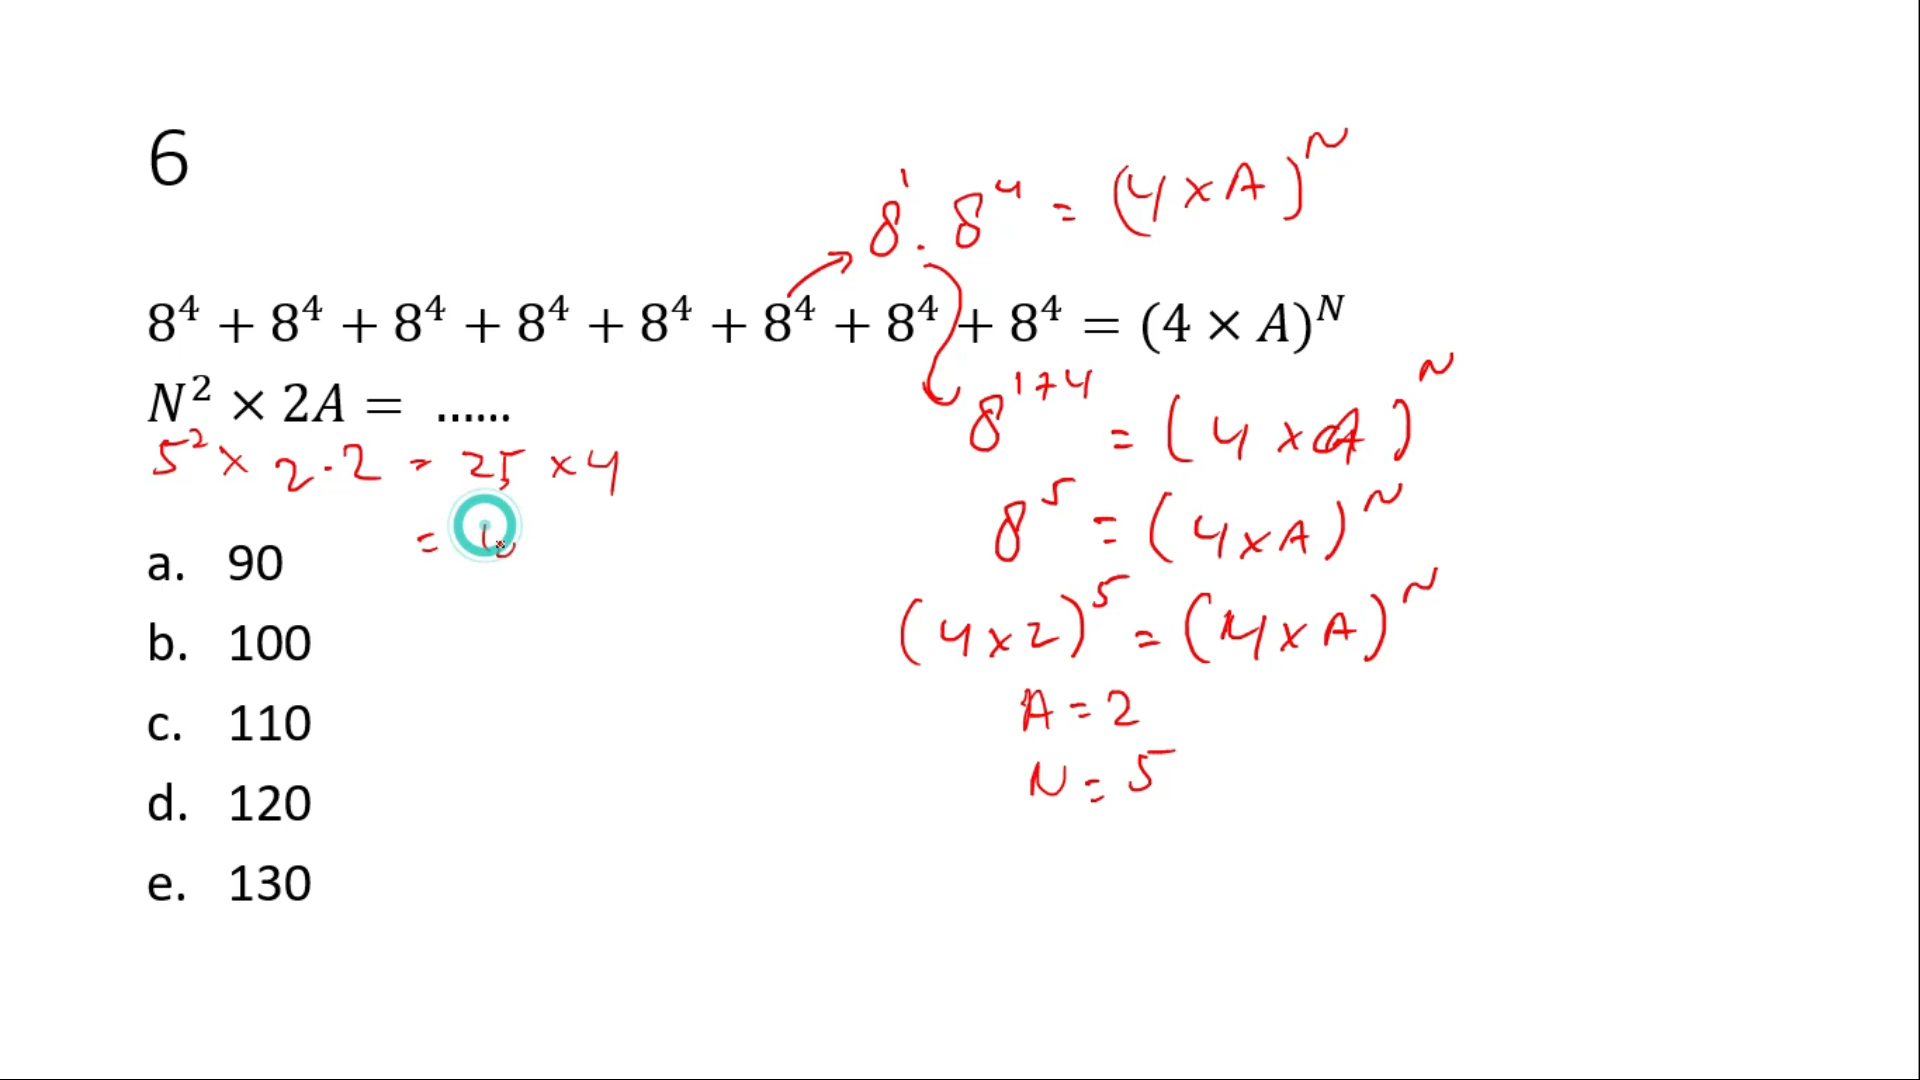 6
8¹ . 8⁴ = (4 × A)ᴺ
8⁴ + 8⁴ + 8⁴ + 8⁴ + 8⁴ + 8⁴ + 8⁴ + 8⁴ = (4 × A)ᴺ
N² × 2A = ......
8¹⁺⁴ = (4 × A)ᴺ
5² × 2 . 2 = 25 × 4
= 10
8⁵ = (4 × A)ᴺ
(4 × 2)⁵ = (4 × A)ᴺ
A = 2
N = 5
a. 90
b. 100
c. 110
d. 120
e. 130